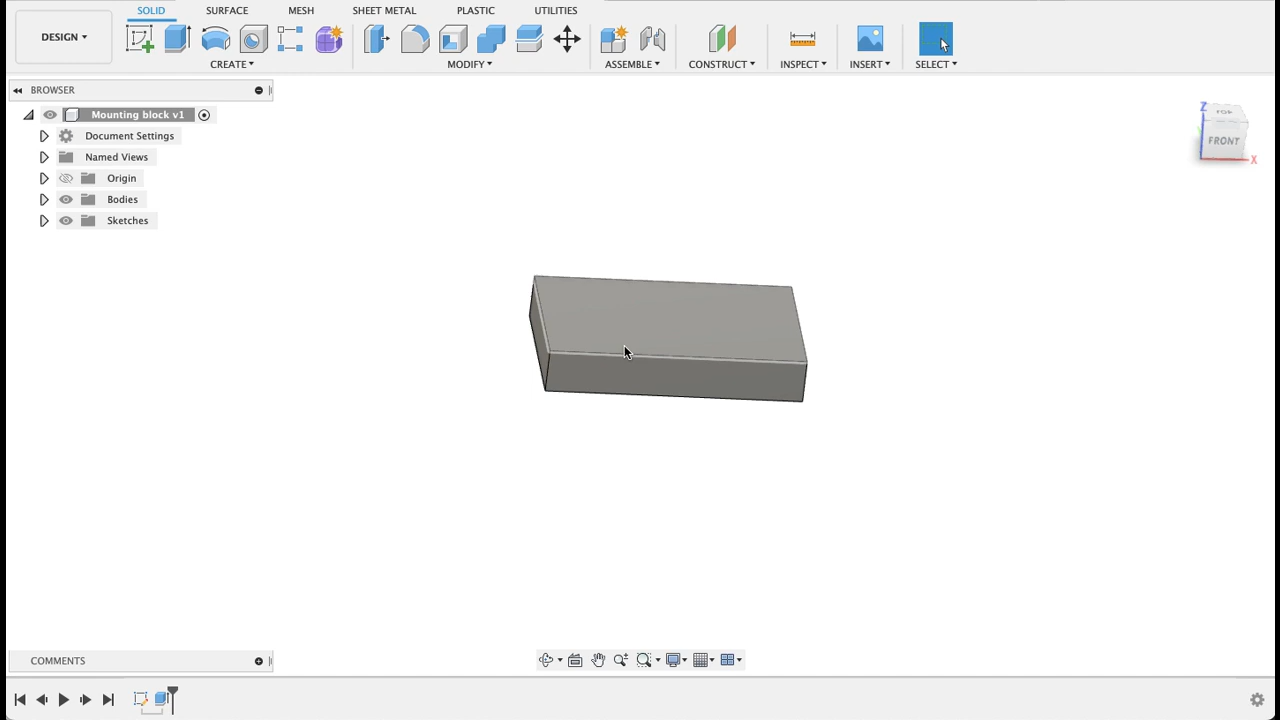 SOLID SURFACE MESH SHEET METAL PLASTIC UTILITIES
DESIGN
CREATE MODIFY ASSEMBLE CONSTRUCT INSPECT INSERT SELECT
BROWSER
Mounting block v1
Document Settings
Named Views
Origin
Bodies
Sketches
Z
TOP
FRONT
X
COMMENTS